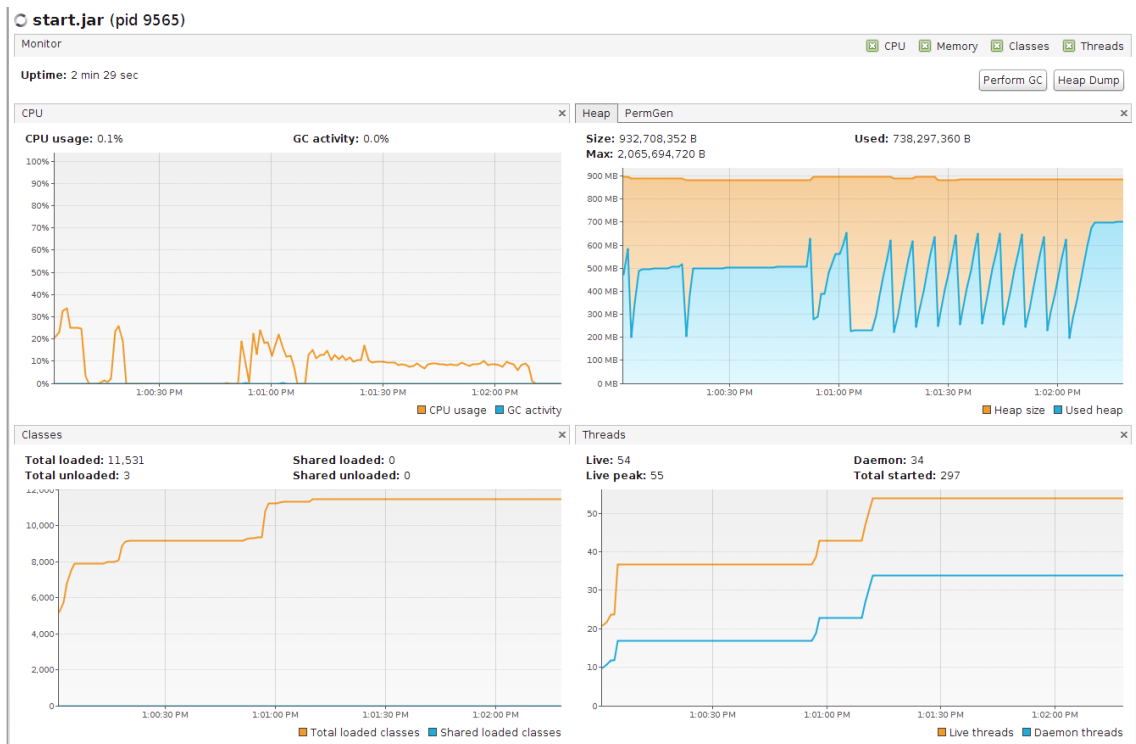 start.jar (pid 9565)
Monitor
CPU Memory Classes Threads
Uptime: 2 min 29 sec
Perform GC Heap Dump
CPU
CPU usage: 0.1% GC activity: 0.0%
100%
90%
80%
70%
60%
50%
40%
30%
20%
10%
0%
1:00:30 PM 1:01:00 PM 1:01:30 PM 1:02:00 PM
CPU usage GC activity
Heap PermGen
Size: 932,708,352 B Used: 738,297,360 B
Max: 2,065,694,720 B
900 MB
800 MB
700 MB
600 MB
500 MB
400 MB
300 MB
200 MB
100 MB
0 MB
1:00:30 PM 1:01:00 PM 1:01:30 PM 1:02:00 PM
Heap size Used heap
Classes
Total loaded: 11,531 Shared loaded: 0
Total unloaded: 3 Shared unloaded: 0
12,000
10,000
8,000
6,000
4,000
2,000
0
1:00:30 PM 1:01:00 PM 1:01:30 PM 1:02:00 PM
Total loaded classes Shared loaded classes
Threads
Live: 54 Daemon: 34
Live peak: 55 Total started: 297
50
40
30
20
10
0
1:00:30 PM 1:01:00 PM 1:01:30 PM 1:02:00 PM
Live threads Daemon threads